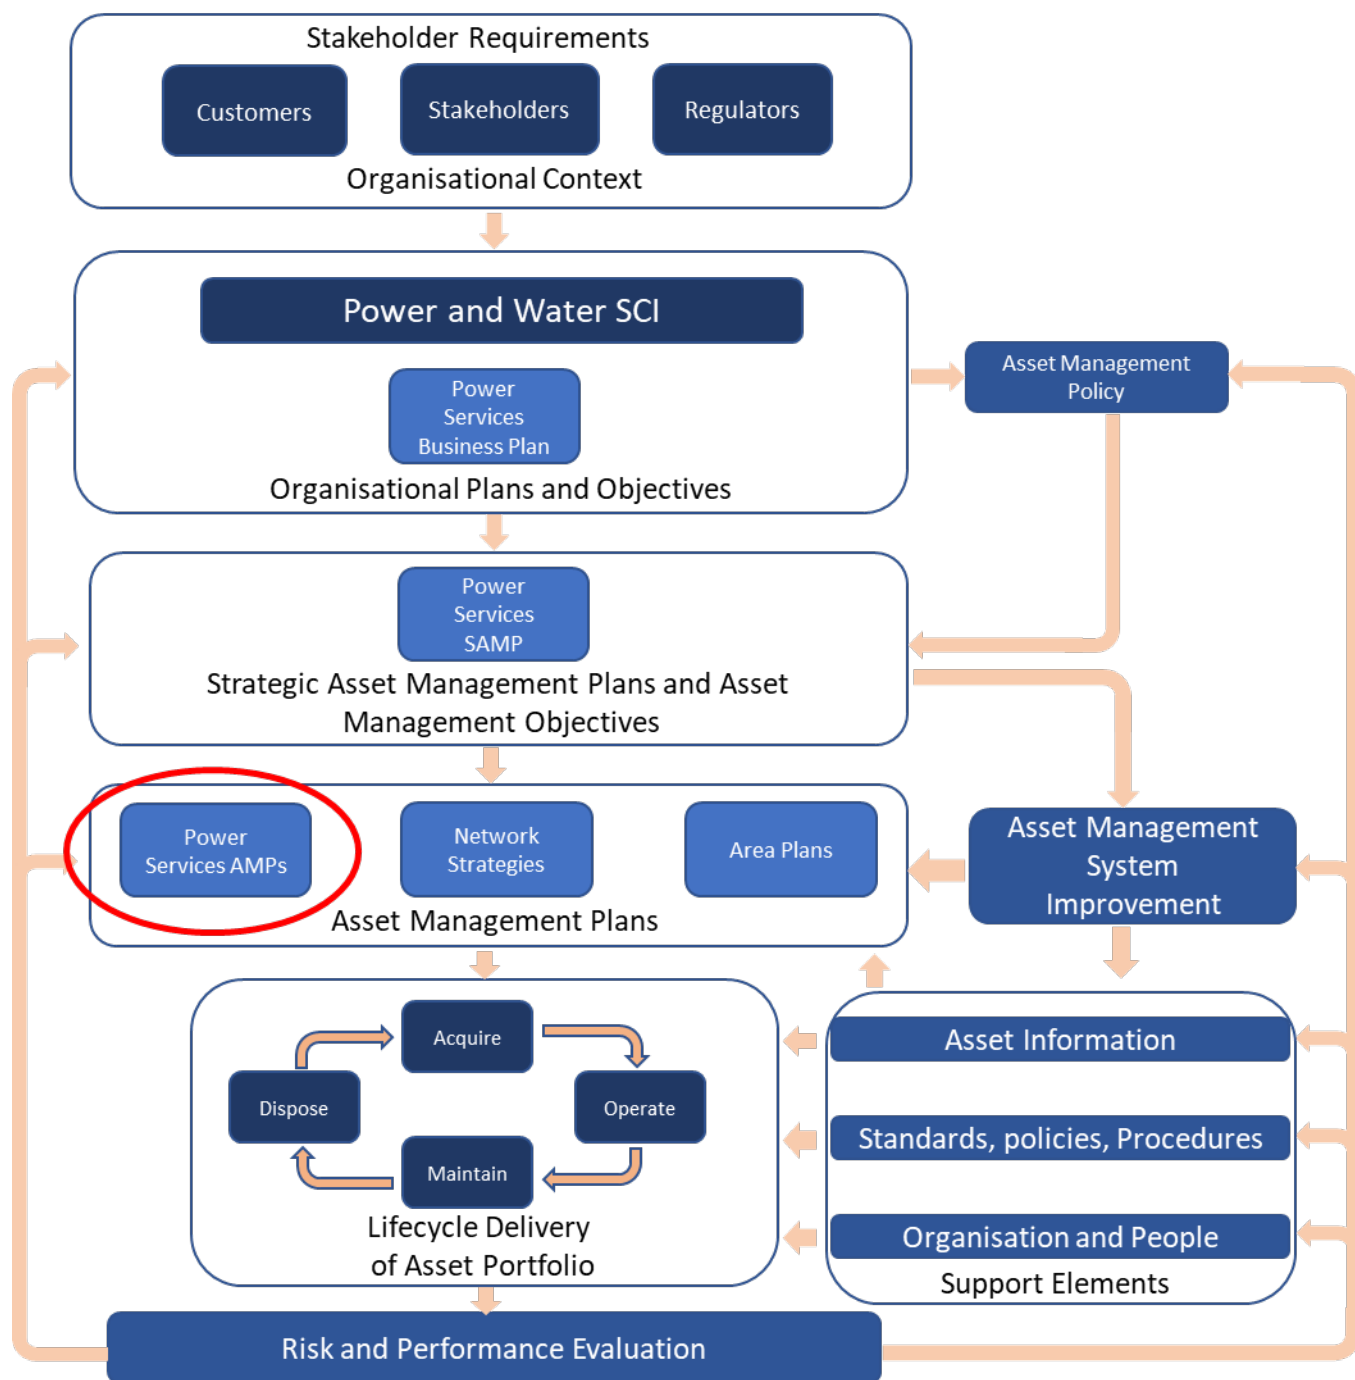 Stakeholder Requirements
Customers
Stakeholders
Regulators
Organisational Context
Power and Water SCI
Power
Services
Business Plan
Organisational Plans and Objectives
Asset Management
Policy
Power
Services
SAMP
Strategic Asset Management Plans and Asset
Management Objectives
Power
Services AMPs
Network
Strategies
Area Plans
Asset Management Plans
Asset Management
System
Improvement
Acquire
Dispose
Operate
Maintain
Lifecycle Delivery
of Asset Portfolio
Asset Information
Standards, policies, Procedures
Organisation and People
Support Elements
Risk and Performance Evaluation